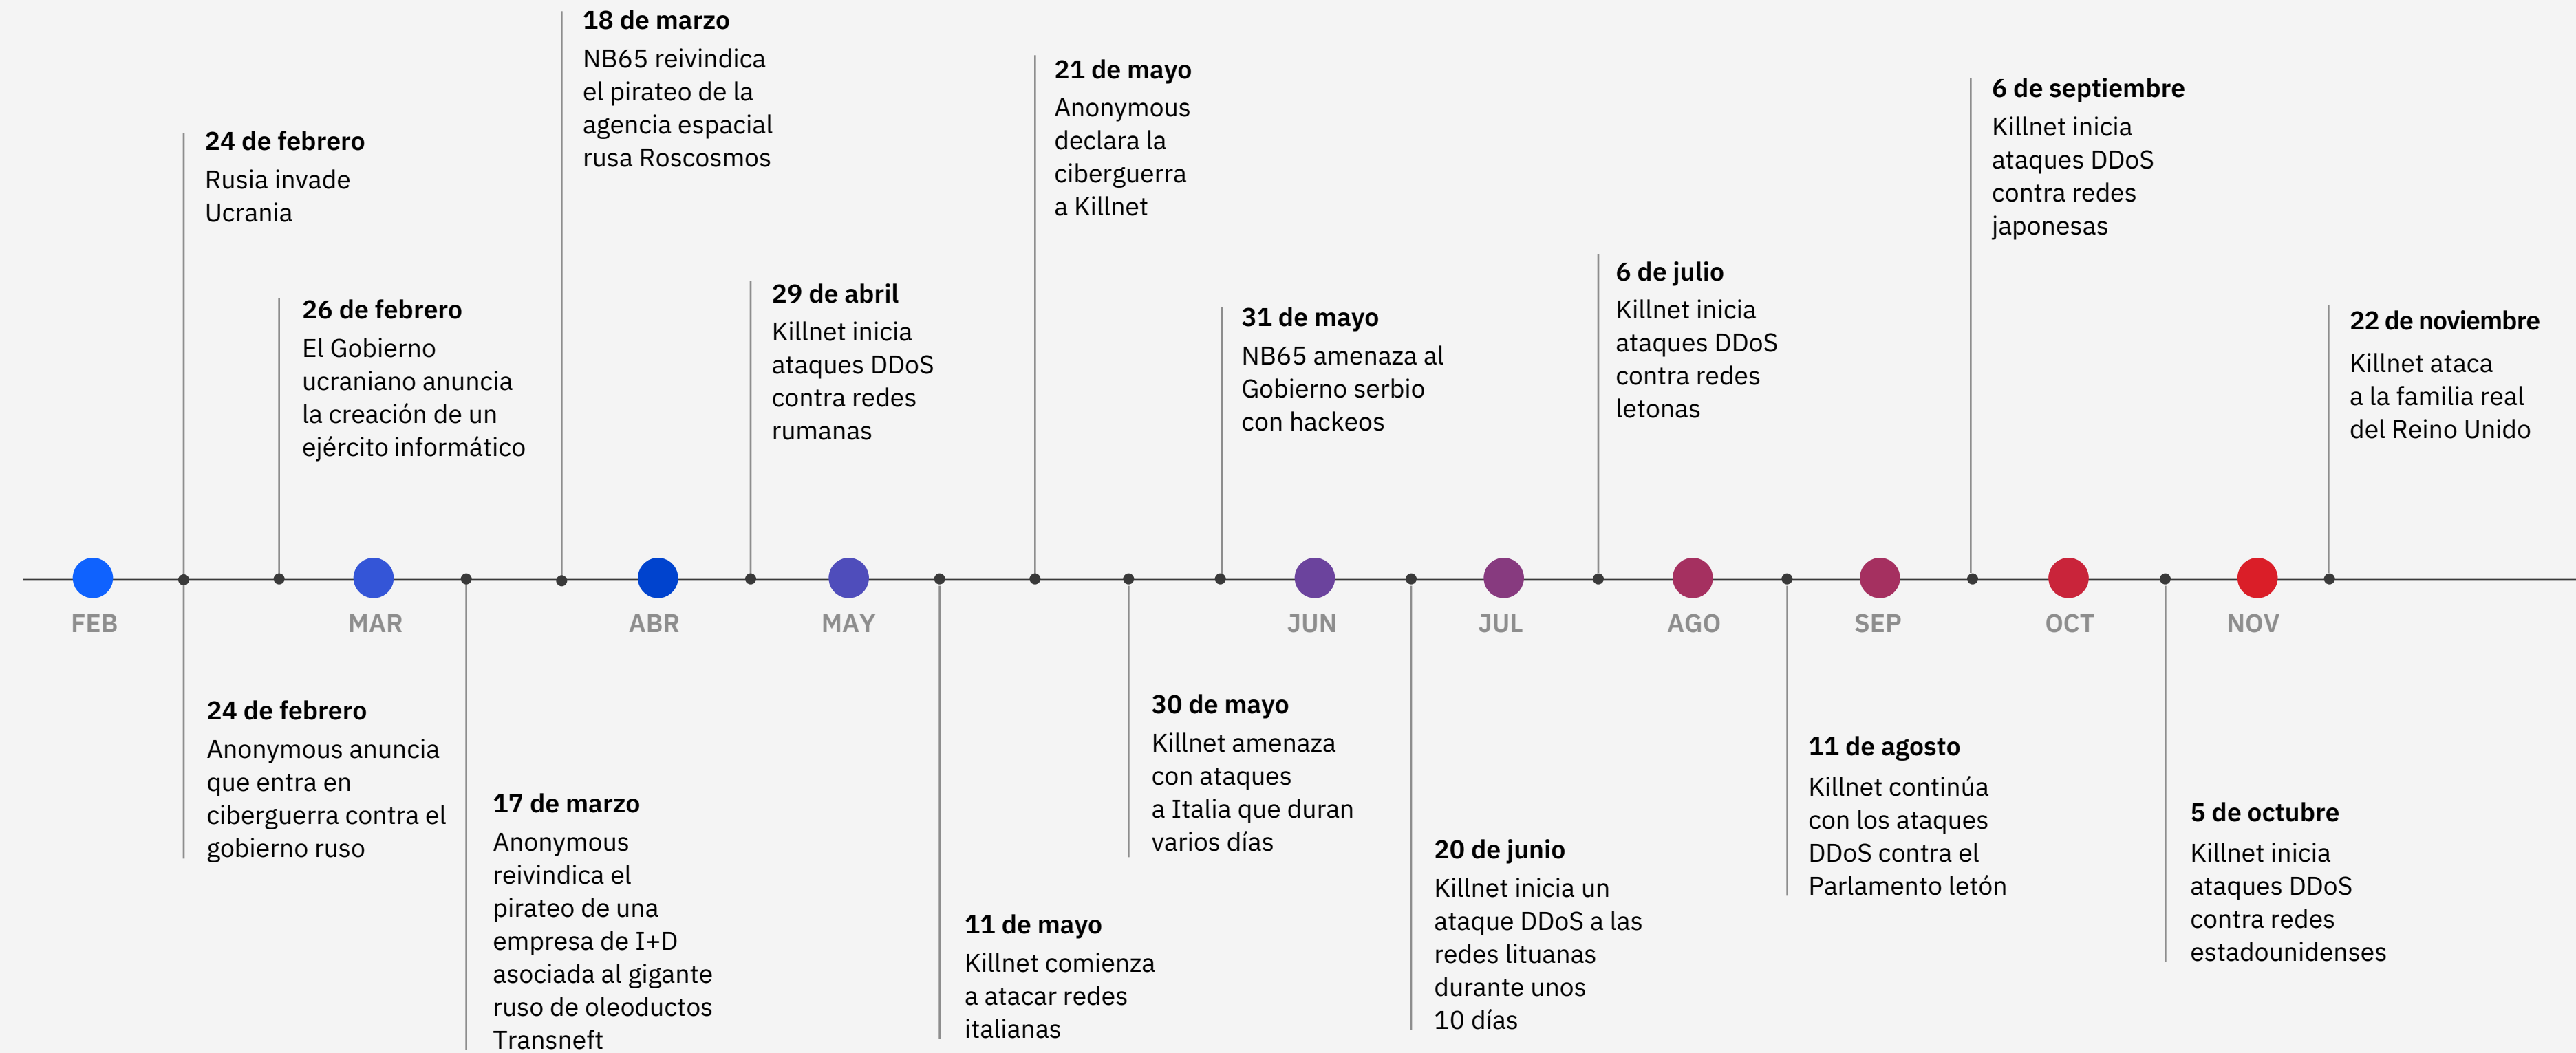 18 de marzo
NB65 reivindica
el pirateo de la
agencia espacial
rusa Roscosmos
21 de mayo
Anonymous
declara la
ciberguerra
a Killnet
6 de septiembre
Killnet inicia
ataques DDoS
contra redes
japonesas
24 de febrero
Rusia invade
Ucrania
26 de febrero
El Gobierno
ucraniano anuncia
la creación de un
ejército informático
29 de abril
Killnet inicia
ataques DDoS
contra redes
rumanas
31 de mayo
NB65 amenaza al
Gobierno serbio
con hackeos
6 de julio
Killnet inicia
ataques DDoS
contra redes
letonas
22 de noviembre
Killnet ataca
a la familia real
del Reino Unido
FEB
MAR
ABR
MAY
JUN
JUL
AGO
SEP
OCT
NOV
24 de febrero
Anonymous anuncia
que entra en
ciberguerra contra el
gobierno ruso
17 de marzo
Anonymous
reivindica el
pirateo de una
empresa de I+D
asociada al gigante
ruso de oleoductos
Transneft
11 de mayo
Killnet comienza
a atacar redes
italianas
30 de mayo
Killnet amenaza
con ataques
a Italia que duran
varios días
20 de junio
Killnet inicia un
ataque DDoS a las
redes lituanas
durante unos
10 días
11 de agosto
Killnet continúa
con los ataques
DDoS contra el
Parlamento letón
5 de octubre
Killnet inicia
ataques DDoS
contra redes
estadounidenses